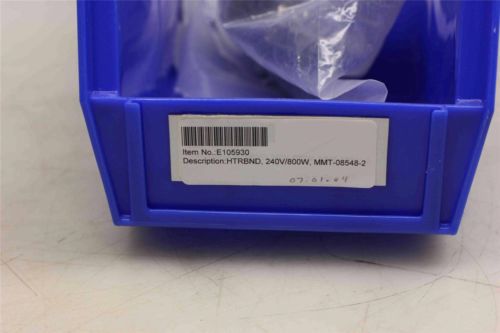 Item No.:E105930
Description:HTRBND, 240V/800W, MMT-08548-2
07-01-04